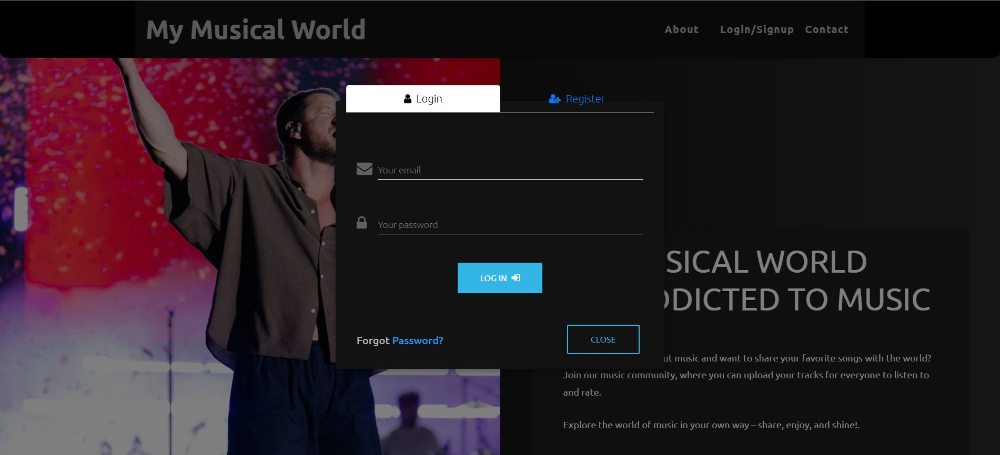 My Musical World
About Login/Signup Contact
Login Register
Your email
Your password
LOG IN
Forgot Password?
CLOSE
WORLD
TO MUSIC
music and want to share your favorite songs with the world?
Join our music community, where you can upload your tracks for everyone to listen to
and rate.
Explore the world of music in your own way – share, enjoy, and shine!.